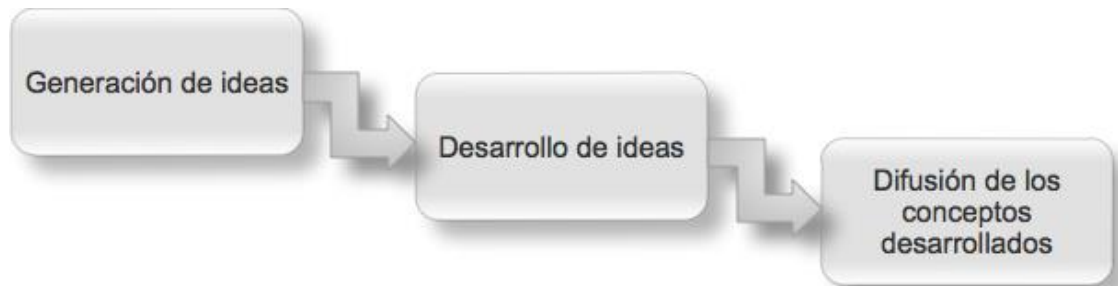 Generación de ideas
Desarrollo de ideas
Difusión de los
conceptos
desarrollados